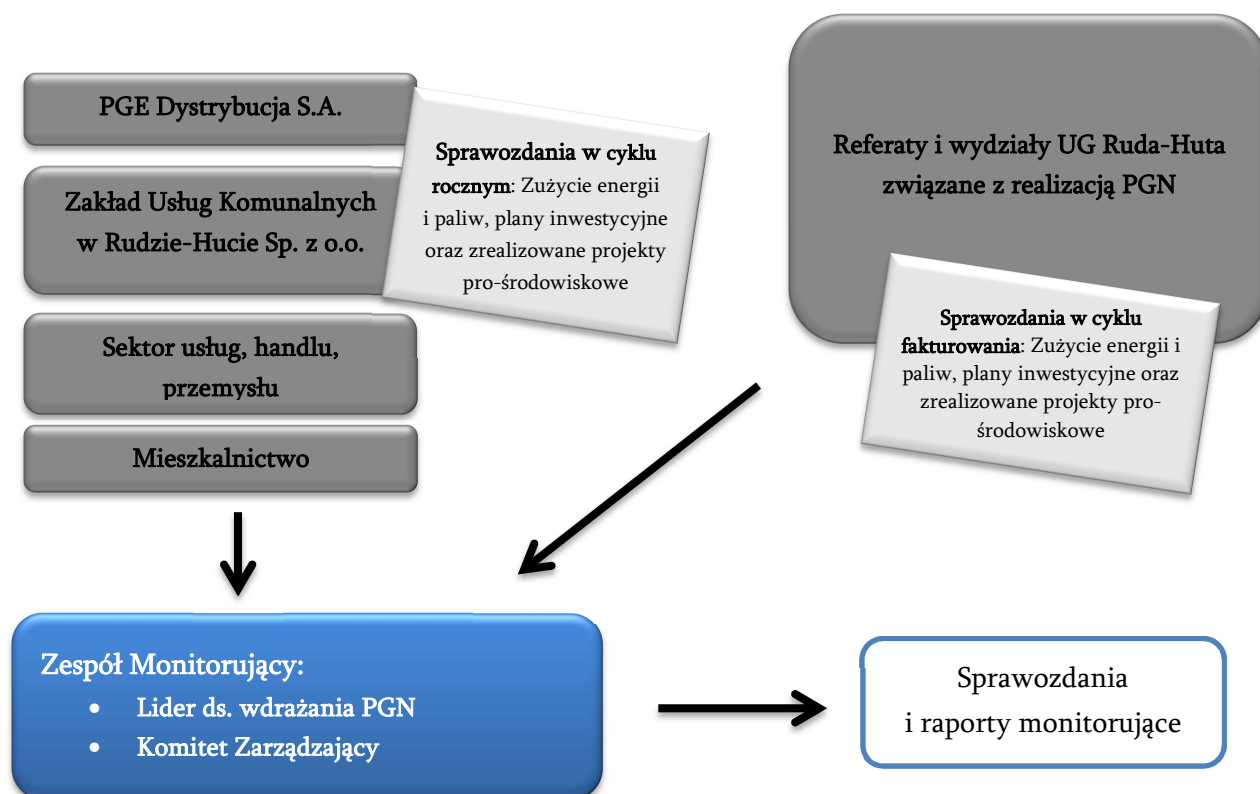 PGE Dystrybucja S.A.
Zakład Usług Komunalnych
w Rudzie-Hucie Sp. z o.o.
Sektor usług, handlu,
przemysłu
Mieszkalnictwo
Sprawozdania w cyklu
rocznym: Zużycie energii
i paliw, plany inwestycyjne
oraz zrealizowane projekty
pro-środowiskowe
Referaty i wydziały UG Ruda-Huta
związane z realizacją PGN
Sprawozdania w cyklu
fakturowania: Zużycie energii i
paliw, plany inwestycyjne oraz
zrealizowane projekty pro-
środowiskowe
Zespół Monitorujący:
• Lider ds. wdrażania PGN
• Komitet Zarządzający
Sprawozdania
i raporty monitorujące